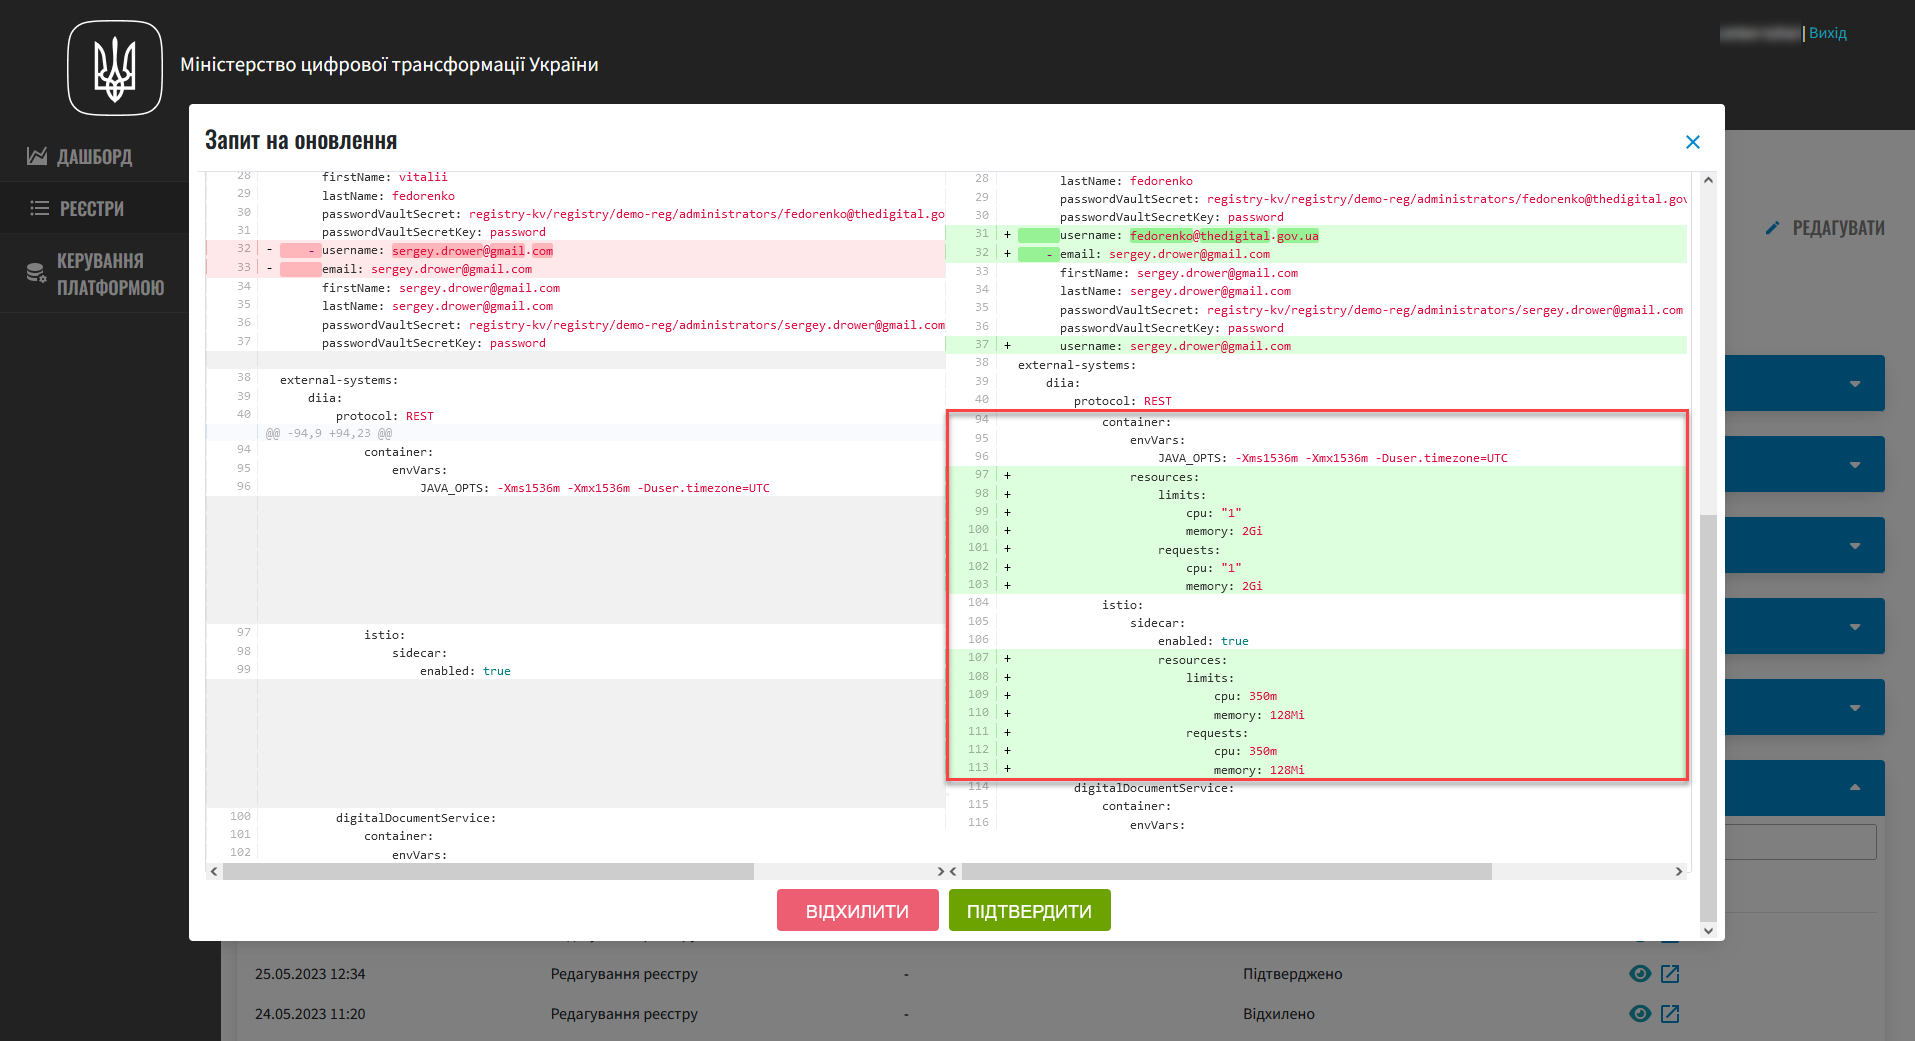 Вихід
Міністерство цифрової трансформації України
ДАШБОРД
РЕЄСТРИ
КЕРУВАННЯ
ПЛАТФОРМОЮ
РЕДАГУВАТИ
Запит на оновлення
28 firstName: vitalii
29 lastName: fedorenko
30 passwordVaultSecret: registry-kv/registry/demo-reg/administrators/fedorenko@thedigital.go
31 passwordVaultSecretKey: password
32 - - username: sergey.drower@gmail.com
33 - email: sergey.drower@gmail.com
34 firstName: sergey.drower@gmail.com
35 lastName: sergey.drower@gmail.com
36 passwordVaultSecret: registry-kv/registry/demo-reg/administrators/sergey.drower@gmail.com
37 passwordVaultSecretKey: password
38 external-systems:
39 diia:
40 protocol: REST
@@ -94,9 +94,23 @@
94 container:
95 envVars:
96 JAVA_OPTS: -Xms1536m -Xmx1536m -Duser.timezone=UTC
97 istio:
98 sidecar:
99 enabled: true
100 digitalDocumentService:
101 container:
102 envVars:
28 lastName: fedorenko
29 passwordVaultSecret: registry-kv/registry/demo-reg/administrators/fedorenko@thedigital.gov
30 passwordVaultSecretKey: password
31 + username: fedorenko@thedigital.gov.ua
32 + - email: sergey.drower@gmail.com
33 firstName: sergey.drower@gmail.com
34 lastName: sergey.drower@gmail.com
35 passwordVaultSecret: registry-kv/registry/demo-reg/administrators/sergey.drower@gmail.com
36 passwordVaultSecretKey: password
37 + username: sergey.drower@gmail.com
38 external-systems:
39 diia:
40 protocol: REST
94 container:
95 envVars:
96 JAVA_OPTS: -Xms1536m -Xmx1536m -Duser.timezone=UTC
97 + resources:
98 + limits:
99 + cpu: "1"
100 + memory: 2Gi
101 + requests:
102 + cpu: "1"
103 + memory: 2Gi
104 istio:
105 sidecar:
106 enabled: true
107 + resources:
108 + limits:
109 + cpu: 350m
110 + memory: 128Mi
111 + requests:
112 + cpu: 350m
113 + memory: 128Mi
114 digitalDocumentService:
115 container:
116 envVars:
ВІДХИЛИТИ
ПІДТВЕРДИТИ
25.05.2023 12:34 Редагування реєстру - Підтверджено
24.05.2023 11:20 Редагування реєстру - Відхилено